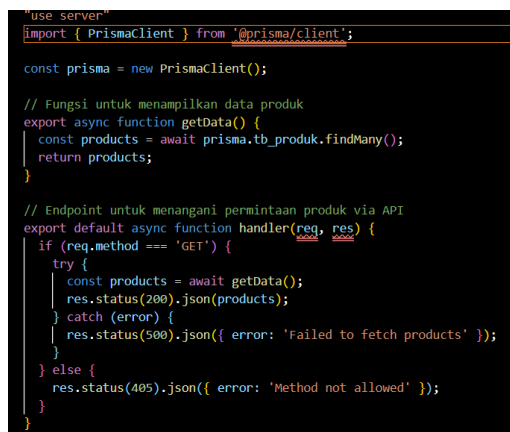 "use server"
import { PrismaClient } from '@prisma/client';
const prisma = new PrismaClient();
// Fungsi untuk menampilkan data produk
export async function getData() {
const products = await prisma.tb_produk.findMany();
return products;
}
// Endpoint untuk menangani permintaan produk via API
export default async function handler(req, res) {
if (req.method === 'GET') {
try {
const products = await getData();
res.status(200).json(products);
} catch (error) {
res.status(500).json({ error: 'Failed to fetch products' });
}
} else {
res.status(405).json({ error: 'Method not allowed' });
}
}